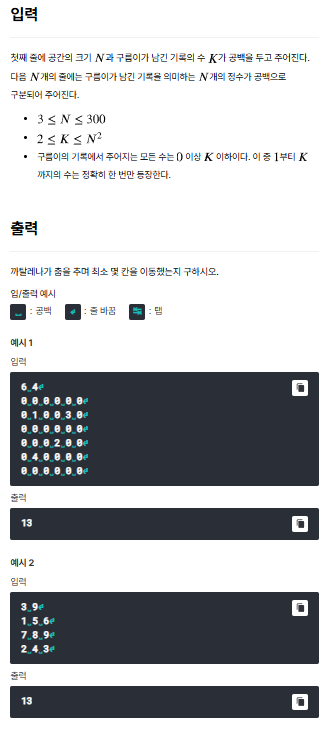 입력
첫째 줄에 공간의 크기 N과 구름이가 남긴 기록의 수 K가 공백을 두고 주어진다.
다음 N개의 줄에는 구름이가 남긴 기록을 의미하는 N개의 정수가 공백으로
구분되어 주어진다.
• 3 ≤ N ≤ 300
• 2 ≤ K ≤ N²
• 구름이의 기록에서 주어지는 모든 수는 0 이상 K 이하이다. 이 중 1부터 K
까지의 수는 정확히 한 번만 등장한다.
출력
까탈레나가 춤을 추며 최소 몇 칸을 이동했는지 구하시오.
입/출력 예시
␣ : 공백 ↲ : 줄 바꿈 ↹ : 탭
예시 1
입력
6␣4↲
0␣0␣0␣0␣0␣0↲
0␣1␣0␣0␣3␣0↲
0␣0␣0␣0␣0␣0↲
0␣0␣0␣2␣0␣0↲
0␣4␣0␣0␣0␣0↲
0␣0␣0␣0␣0␣0↲
출력
13
예시 2
입력
3␣9↲
1␣5␣6↲
7␣8␣9↲
2␣4␣3↲
출력
13